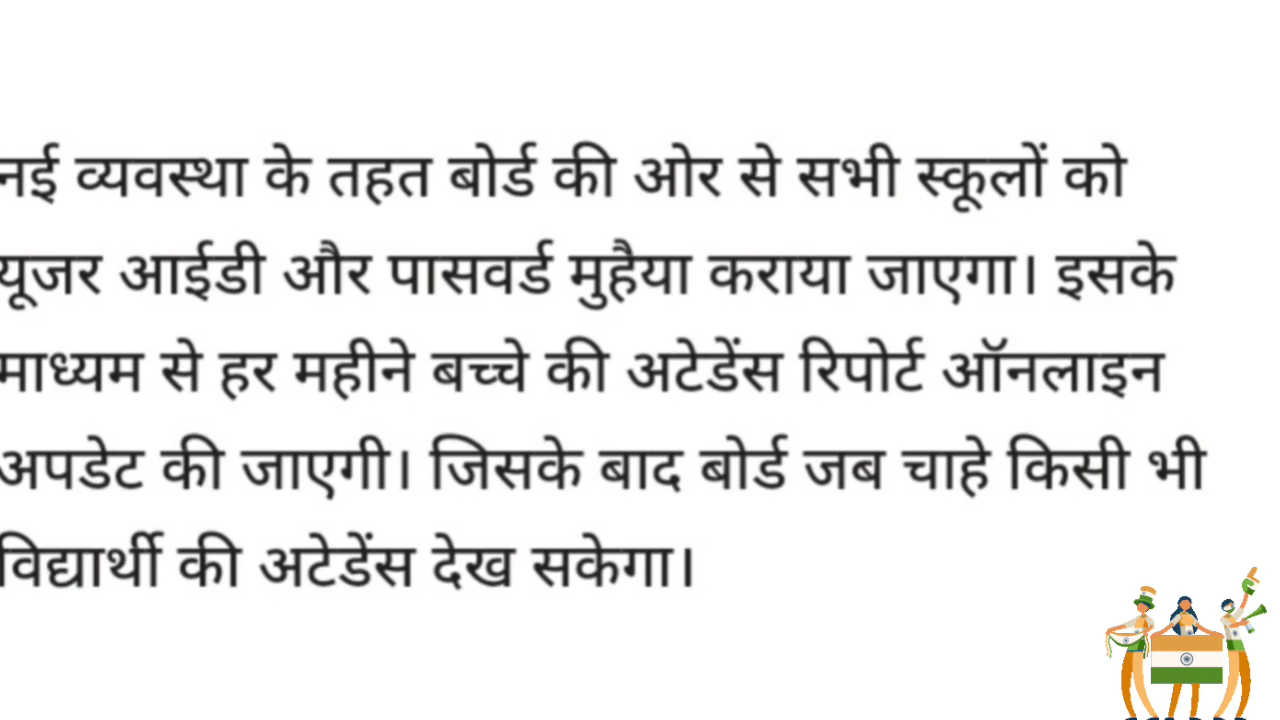 नई व्यवस्था के तहत बोर्ड की ओर से सभी स्कूलों को
यूजर आईडी और पासवर्ड मुहैया कराया जाएगा। इसके
माध्यम से हर महीने बच्चे की अटेडेंस रिपोर्ट ऑनलाइन
अपडेट की जाएगी। जिसके बाद बोर्ड जब चाहे किसी भी
विद्यार्थी की अटेडेंस देख सकेगा।